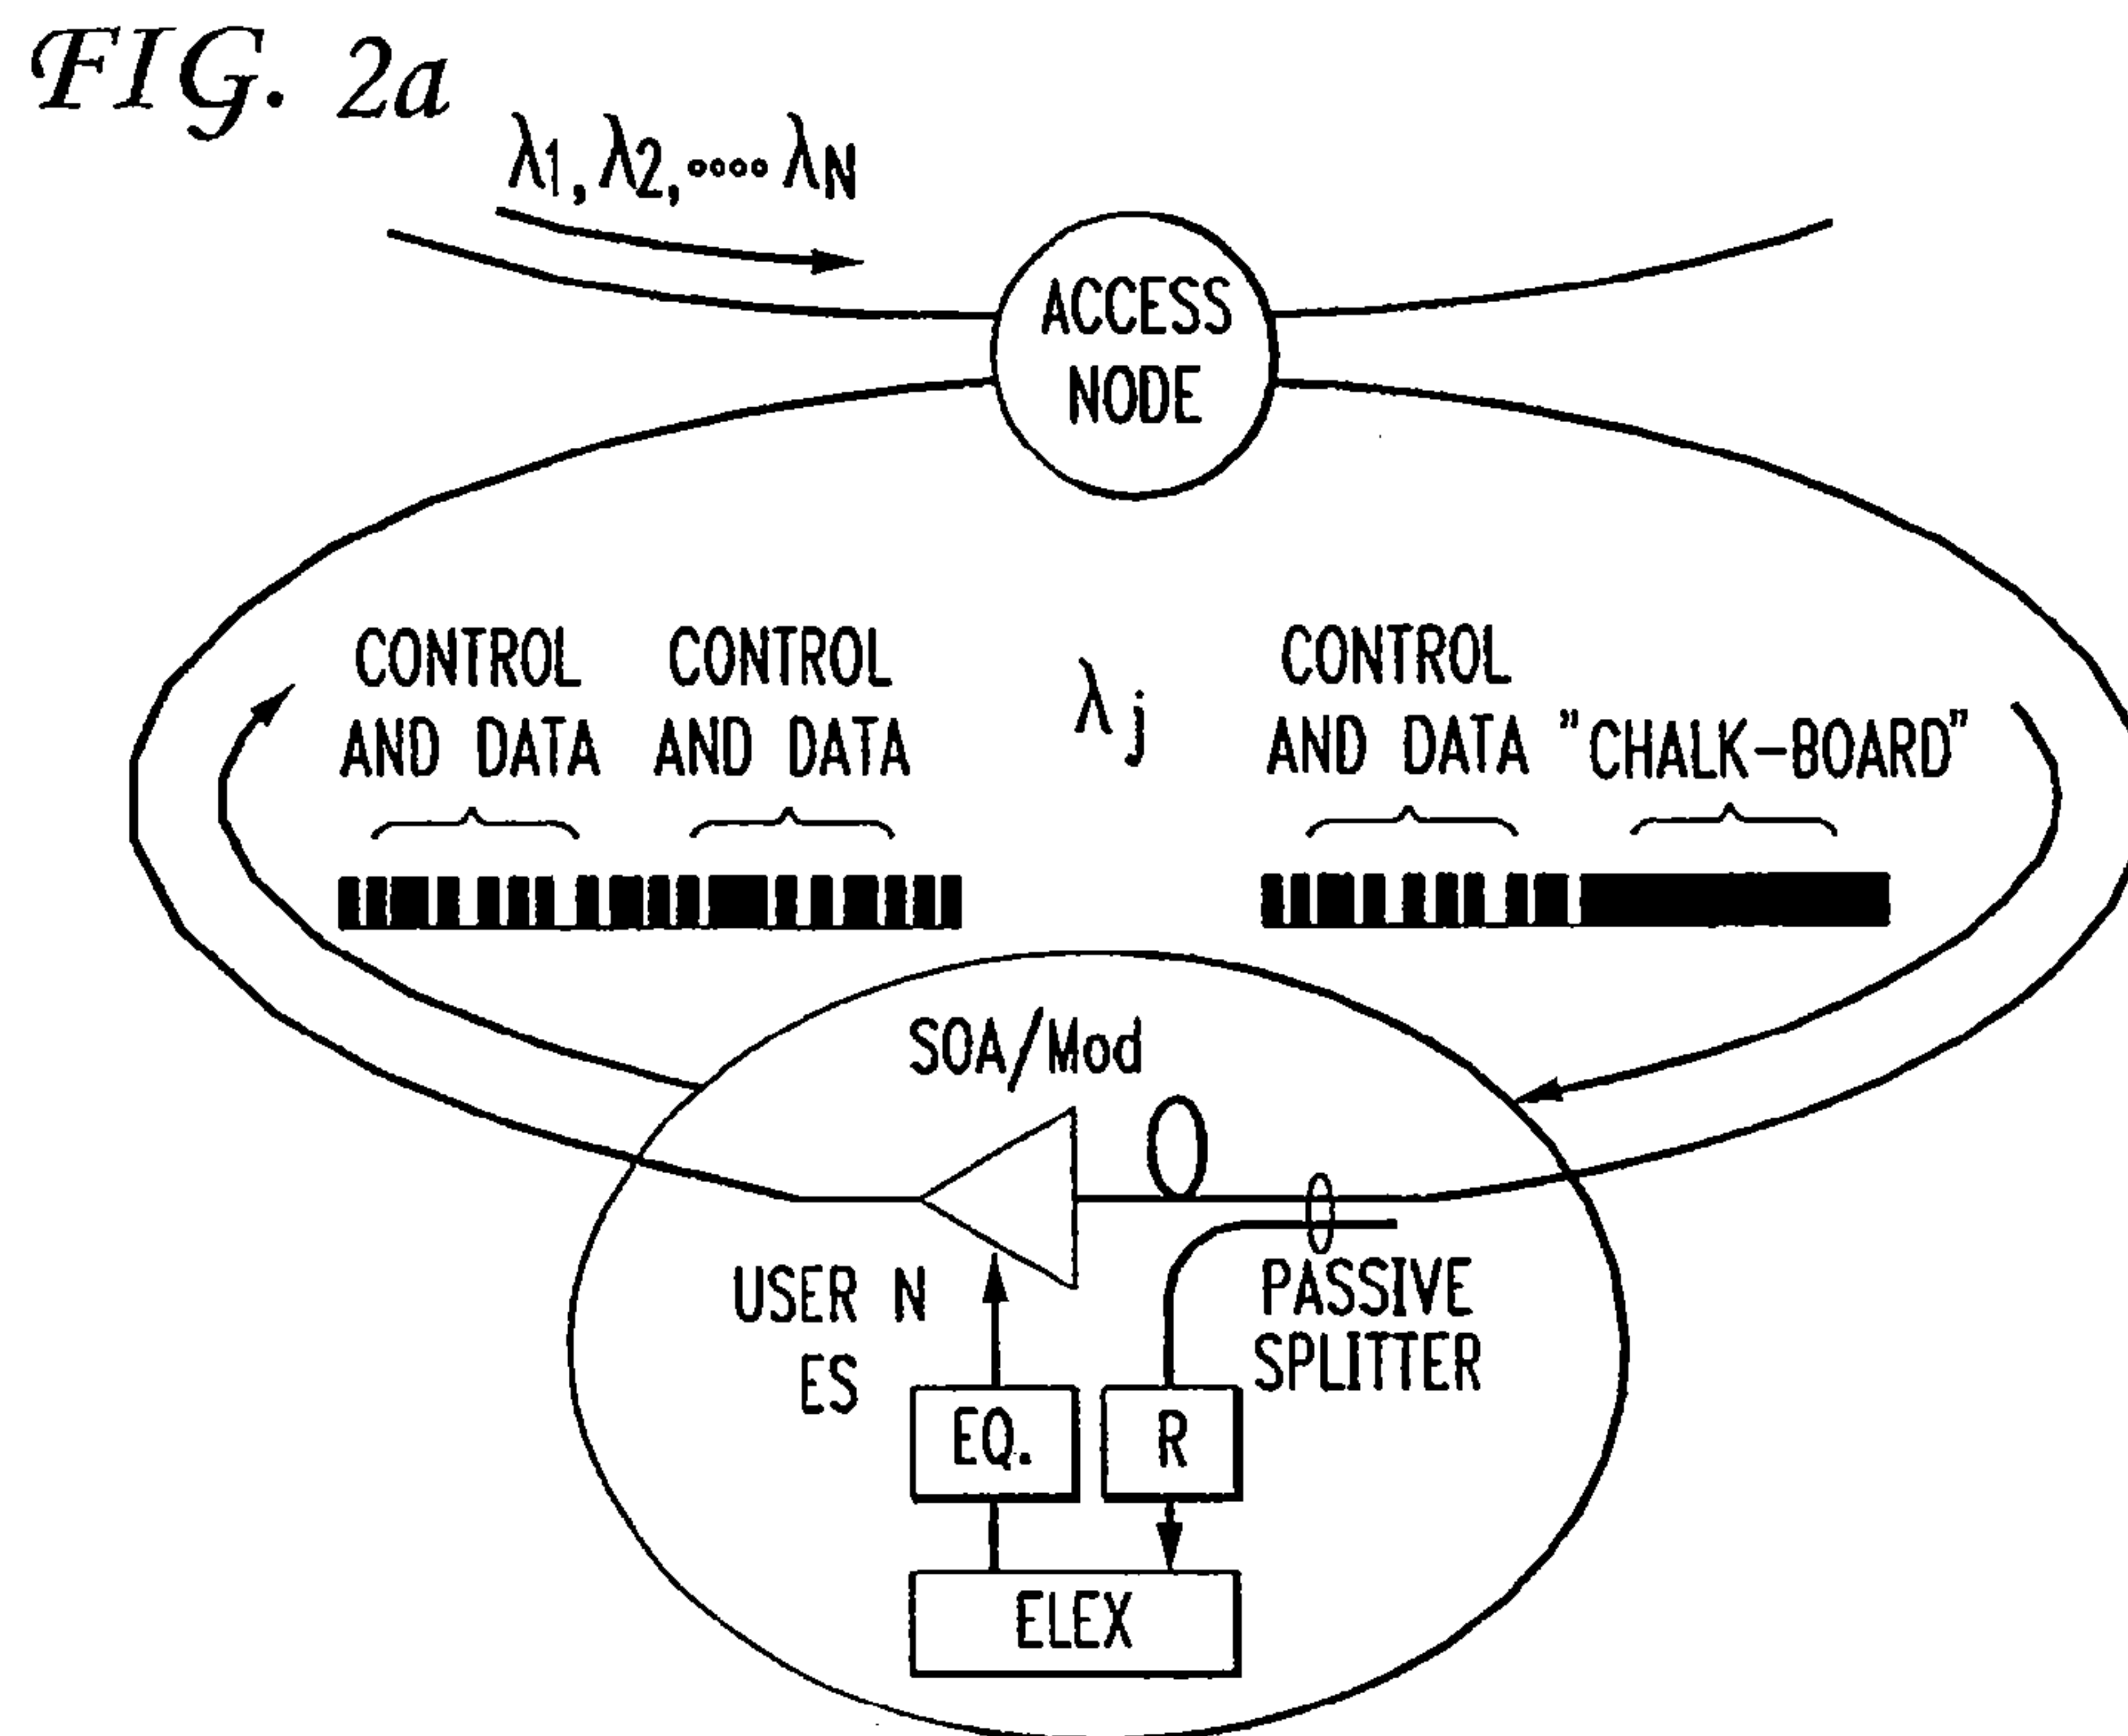 FIG. 2a
λ1, λ2, ∘∘∘∘ λN
ACCESS
NODE
CONTROL
AND DATA
CONTROL
AND DATA
λj
CONTROL
AND DATA
"CHALK-BOARD"
SOA/Mod
USER N
ES
PASSIVE
SPLITTER
EQ.
R
ELEX